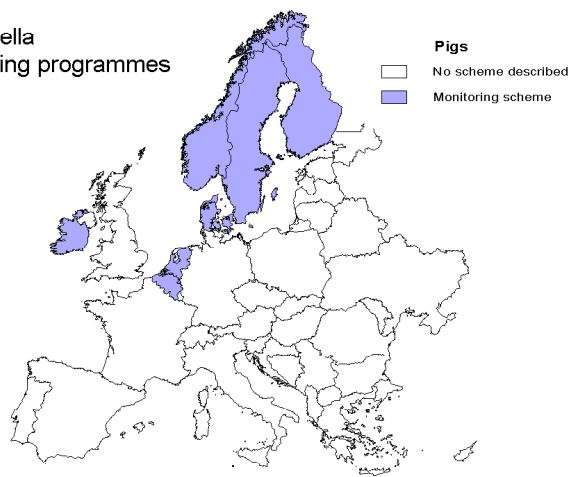 ella
ing programmes
Pigs
No scheme described
Monitoring scheme